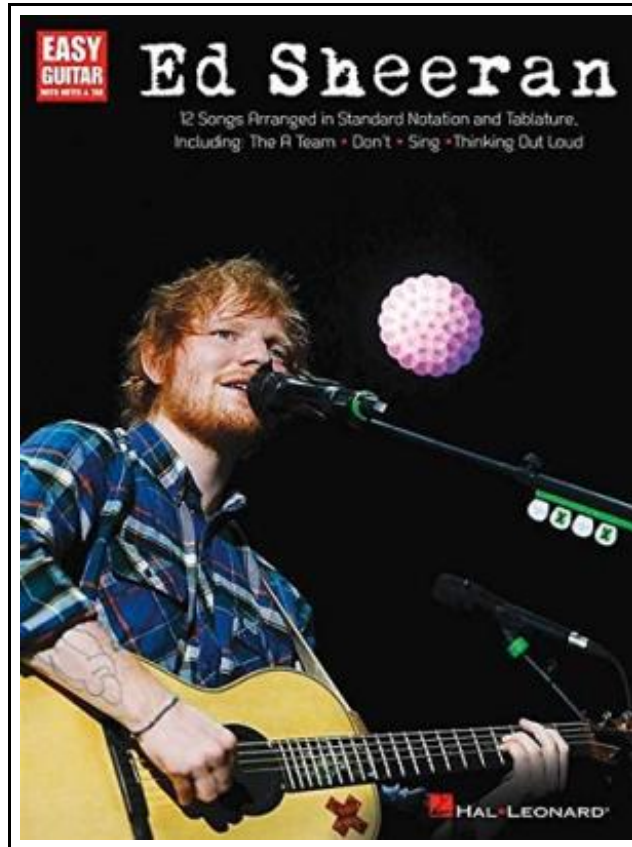 EASY
GUITAR
WITH NOTES & TAB
Ed Sheeran
12 Songs Arranged in Standard Notation and Tablature,
Including: The A Team • Don't • Sing • Thinking Out Loud
HAL•LEONARD®